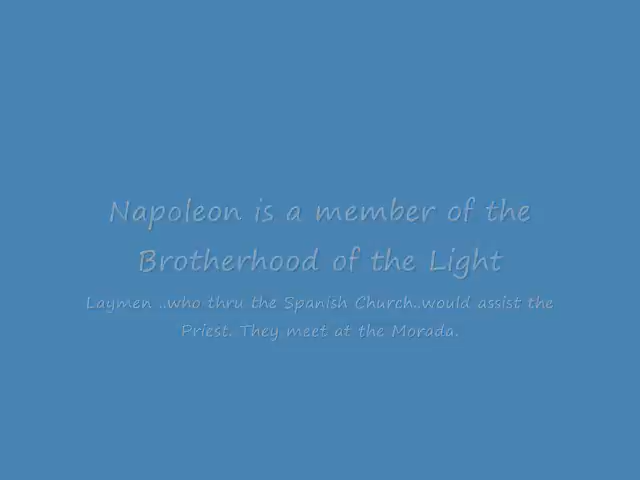 Napoleon is a member of the
Brotherhood of the Light
Laymen ..who thru the Spanish Church..would assist the
Priest. They meet at the Morada.